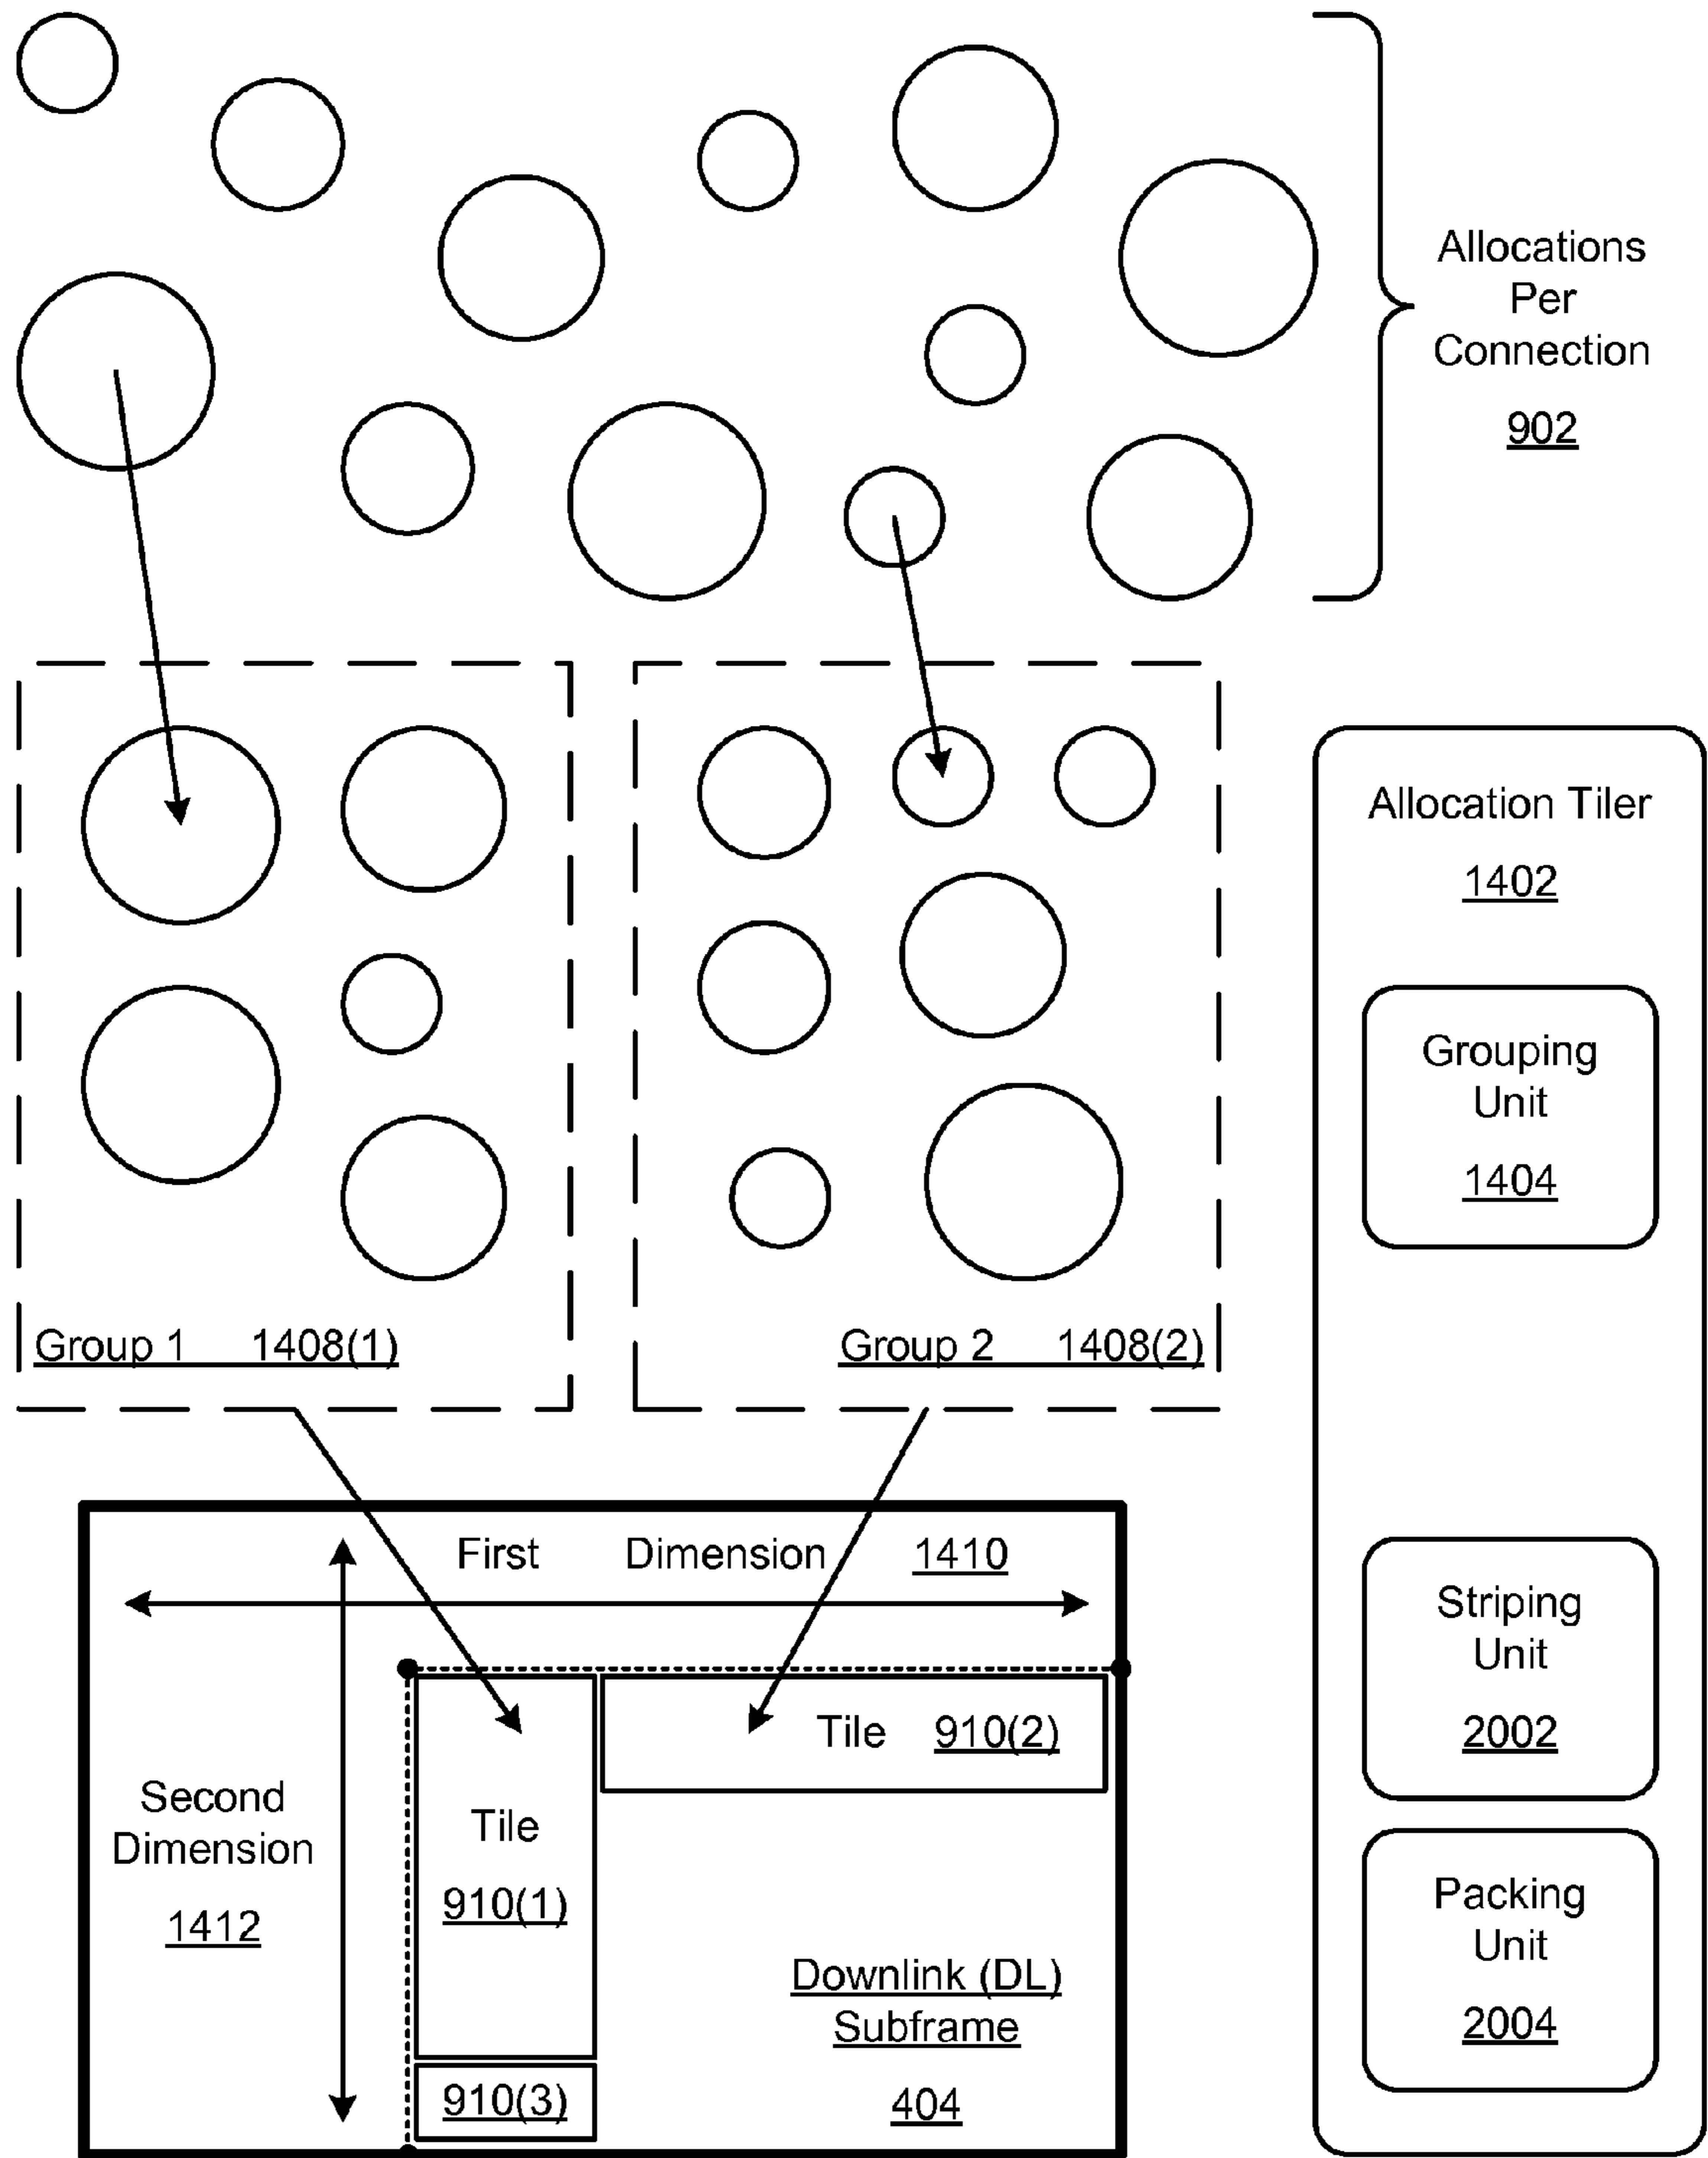 Allocations
Per
Connection
902
Allocation Tiler
1402
Grouping
Unit
1404
Group 1 1408(1)
Group 2 1408(2)
First Dimension 1410
Striping
Unit
2002
Tile 910(2)
Second
Dimension
1412
Tile
910(1)
Packing
Unit
2004
Downlink (DL)
Subframe
404
910(3)